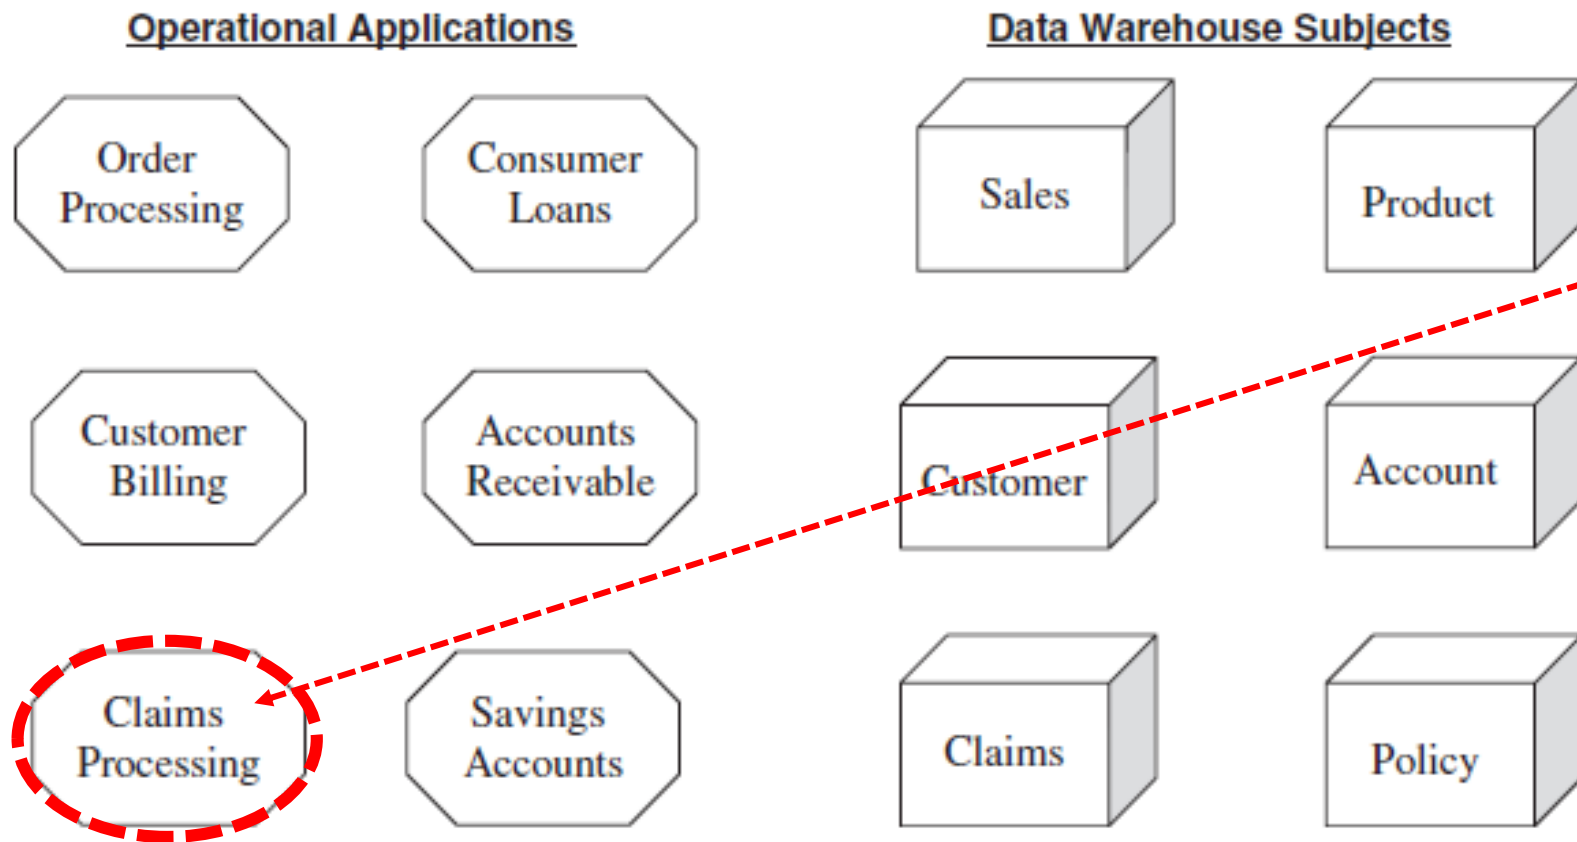 Operational Applications
Data Warehouse Subjects
Order
Processing
Consumer
Loans
Sales
Product
Customer
Billing
Accounts
Receivable
Customer
Account
Claims
Processing
Savings
Accounts
Claims
Policy